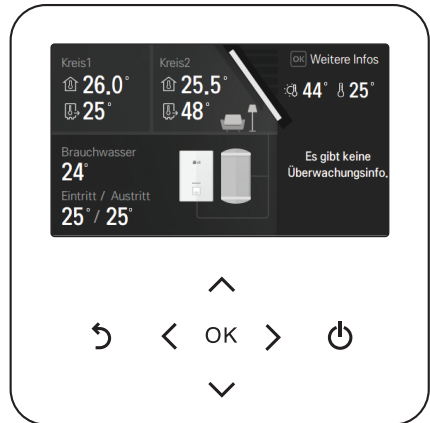 Kreis1
26.0°
25°
Kreis2
25.5°
48°
OK Weitere Infos
44° 25°
Es gibt keine
Überwachungsinfo.
Brauchwasser
24°
Eintritt / Austritt
25° / 25°
LG
OK